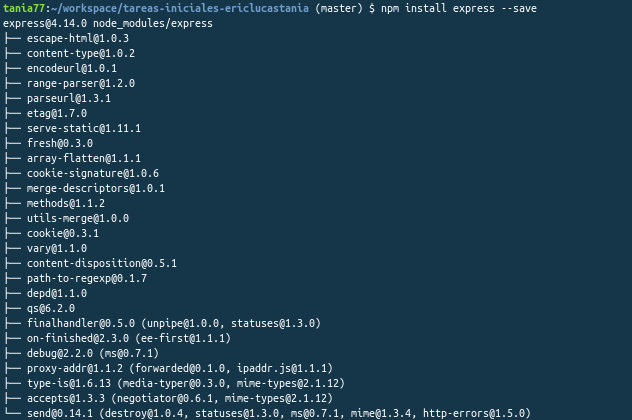 tania77:~/workspace/tareas-iniciales-ericlucastania (master) $ npm install express --save
express@4.14.0 node_modules/express
├── escape-html@1.0.3
├── content-type@1.0.2
├── encodeurl@1.0.1
├── range-parser@1.2.0
├── parseurl@1.3.1
├── etag@1.7.0
├── serve-static@1.11.1
├── fresh@0.3.0
├── array-flatten@1.1.1
├── cookie-signature@1.0.6
├── merge-descriptors@1.0.1
├── methods@1.1.2
├── utils-merge@1.0.0
├── cookie@0.3.1
├── vary@1.1.0
├── content-disposition@0.5.1
├── path-to-regexp@0.1.7
├── depd@1.1.0
├── qs@6.2.0
├── finalhandler@0.5.0 (unpipe@1.0.0, statuses@1.3.0)
├── on-finished@2.3.0 (ee-first@1.1.1)
├── debug@2.2.0 (ms@0.7.1)
├── proxy-addr@1.1.2 (forwarded@0.1.0, ipaddr.js@1.1.1)
├── type-is@1.6.13 (media-typer@0.3.0, mime-types@2.1.12)
├── accepts@1.3.3 (negotiator@0.6.1, mime-types@2.1.12)
└── send@0.14.1 (destroy@1.0.4, statuses@1.3.0, ms@0.7.1, mime@1.3.4, http-errors@1.5.0)